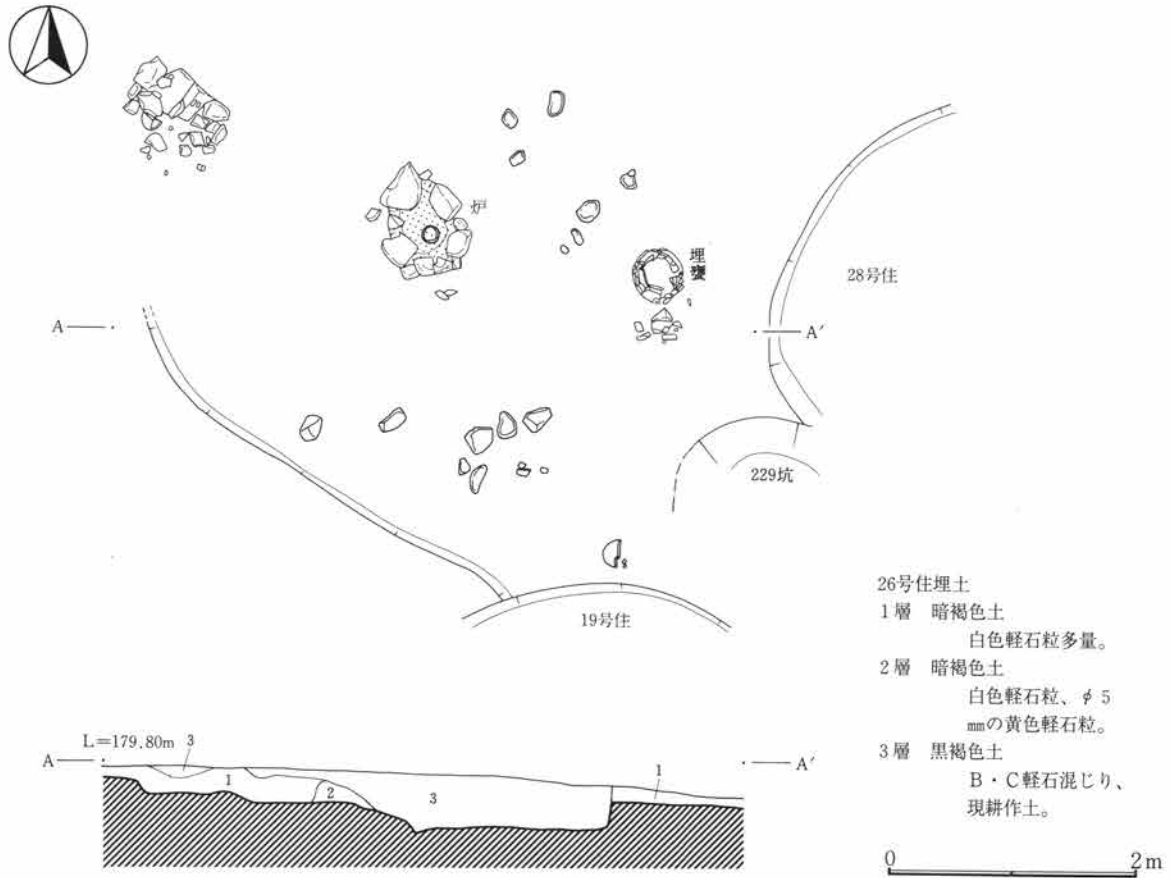 炉
埋甕
28号住
A
A′
229坑
19号住
26号住埋土
1層 暗褐色土
白色軽石粒多量。
2層 暗褐色土
白色軽石粒、φ5
㎜の黄色軽石粒。
3層 黒褐色土
B・C軽石混じり、
現耕作土。
L=179.80m
3
A
A′
1
1
2
3
0
2m